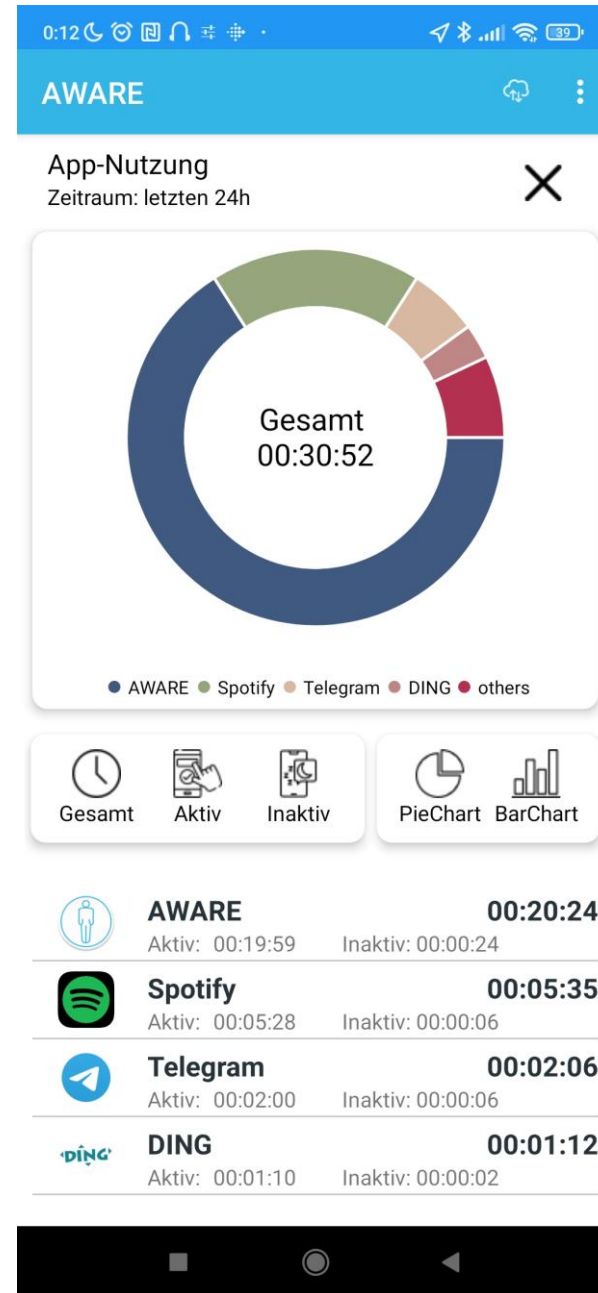 0:12
39
AWARE
App-Nutzung
Zeitraum: letzten 24h
Gesamt
00:30:52
AWARE Spotify Telegram DING others
Gesamt Aktiv Inaktiv PieChart BarChart
AWARE 00:20:24
Aktiv: 00:19:59 Inaktiv: 00:00:24
Spotify 00:05:35
Aktiv: 00:05:28 Inaktiv: 00:00:06
Telegram 00:02:06
Aktiv: 00:02:00 Inaktiv: 00:00:06
DING DING 00:01:12
Aktiv: 00:01:10 Inaktiv: 00:00:02